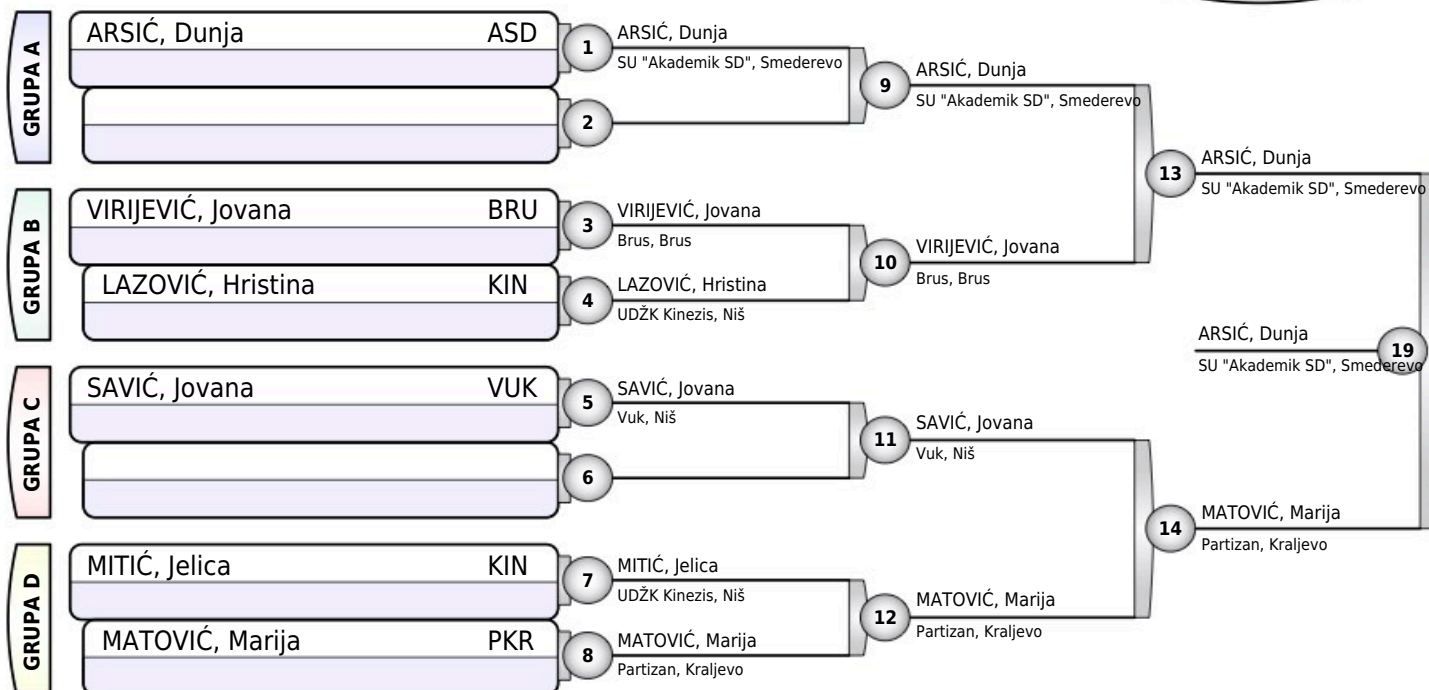 GRUPA A
ARSIĆ, Dunja ASD
1
ARSIĆ, Dunja
SU "Akademik SD", Smederevo
2
9
ARSIĆ, Dunja
SU "Akademik SD", Smederevo
GRUPA B
VIRIJEVIĆ, Jovana BRU
3
VIRIJEVIĆ, Jovana
Brus, Brus
LAZOVIĆ, Hristina KIN
4
LAZOVIĆ, Hristina
UDŽK Kinezis, Niš
10
VIRIJEVIĆ, Jovana
Brus, Brus
13
ARSIĆ, Dunja
SU "Akademik SD", Smederevo
GRUPA C
SAVIĆ, Jovana VUK
5
SAVIĆ, Jovana
Vuk, Niš
6
11
SAVIĆ, Jovana
Vuk, Niš
GRUPA D
MITIĆ, Jelica KIN
7
MITIĆ, Jelica
UDŽK Kinezis, Niš
MATOVIĆ, Marija PKR
8
MATOVIĆ, Marija
Partizan, Kraljevo
12
MATOVIĆ, Marija
Partizan, Kraljevo
14
MATOVIĆ, Marija
Partizan, Kraljevo
ARSIĆ, Dunja
SU "Akademik SD", Smederevo
19